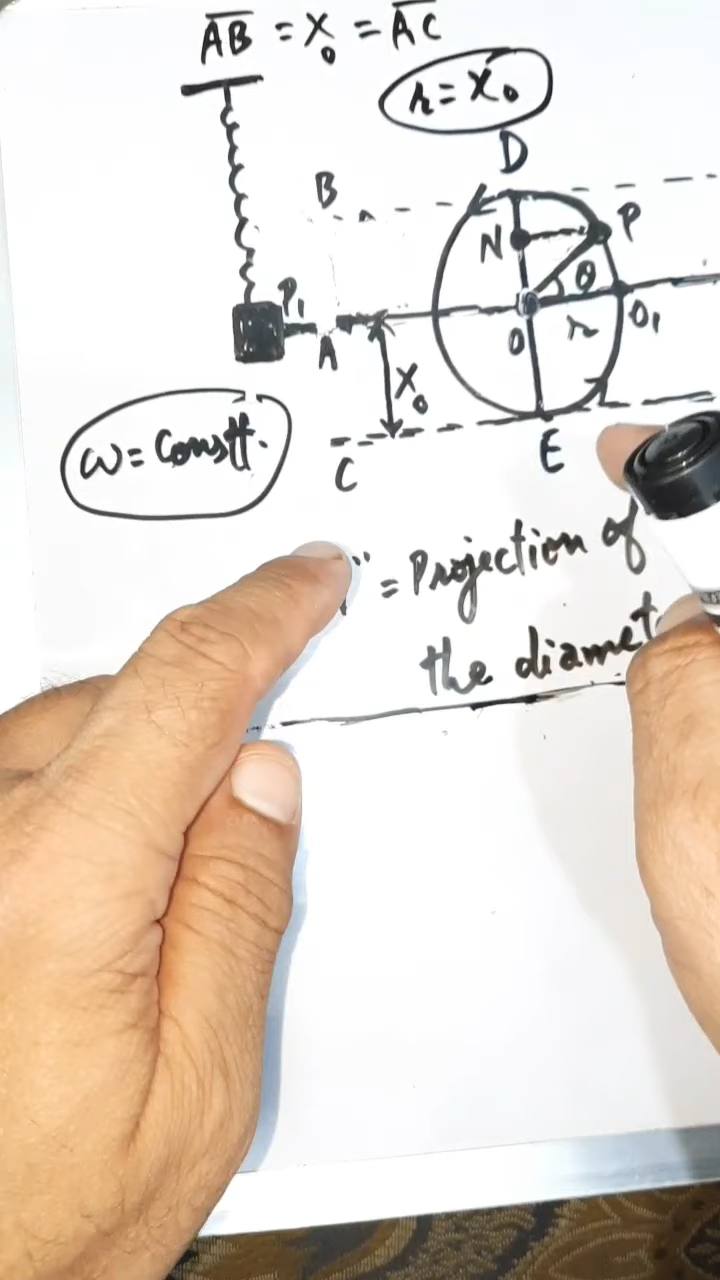 AB = x₀ = AC
r = x₀
D
B
N
P
P₁
θ
A
O
r
O₁
x₀
ω = Constt.
C
E
= Projection of
the diamet